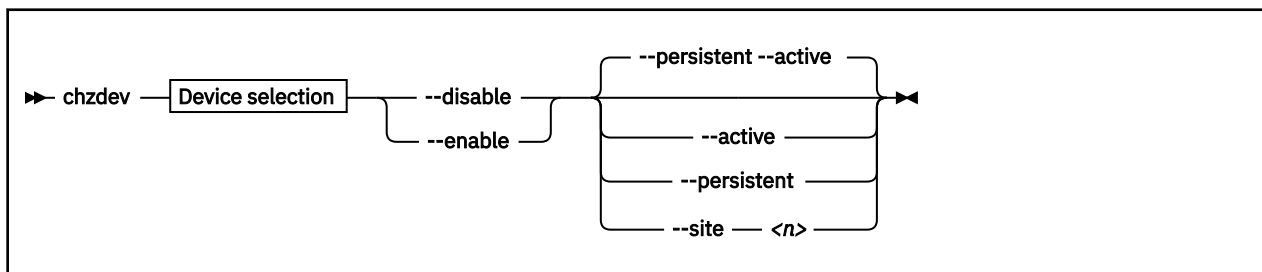 --persistent --active
chzdev Device selection --disable
--enable
--active
--persistent
--site <n>